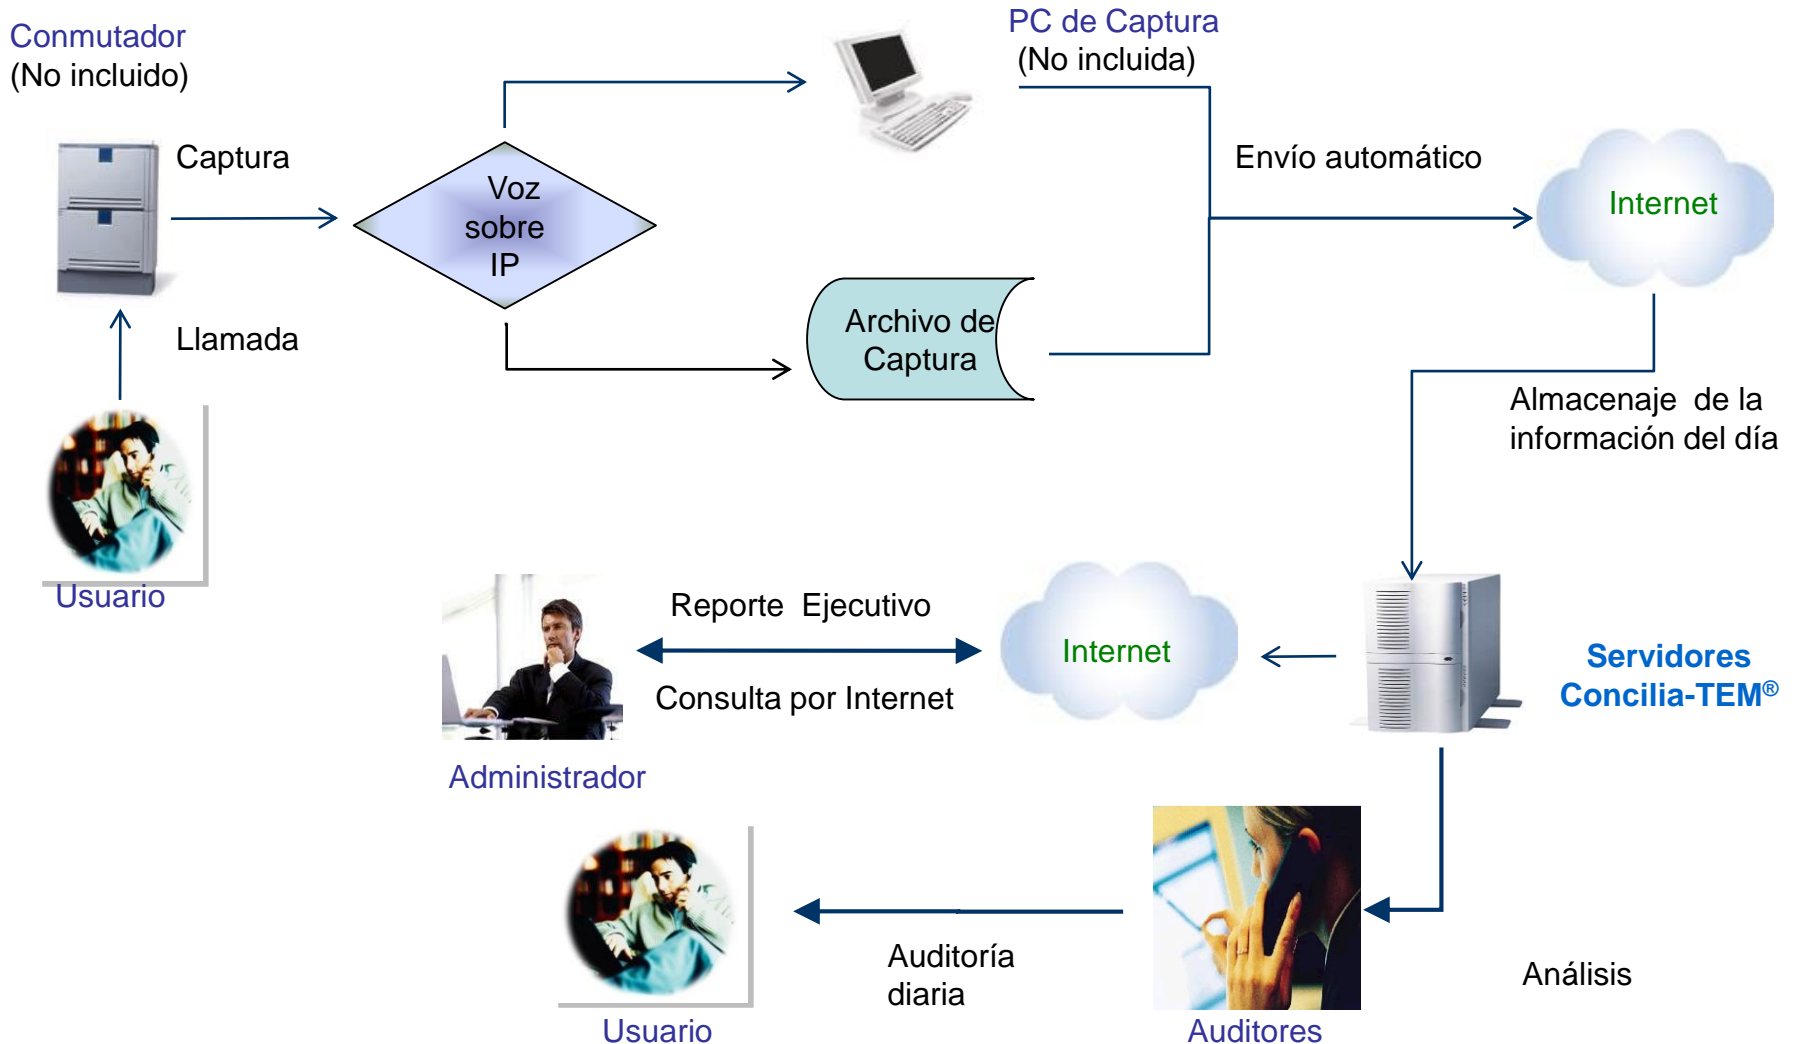 Conmutador
(No incluido)
PC de Captura
(No incluida)
Captura
Voz
sobre
IP
Envío automático
Internet
Llamada
Archivo de
Captura
Almacenaje de la
información del día
Usuario
Reporte Ejecutivo
Consulta por Internet
Internet
Servidores
Concilia-TEM®
Administrador
Auditoría
diaria
Análisis
Usuario
Auditores